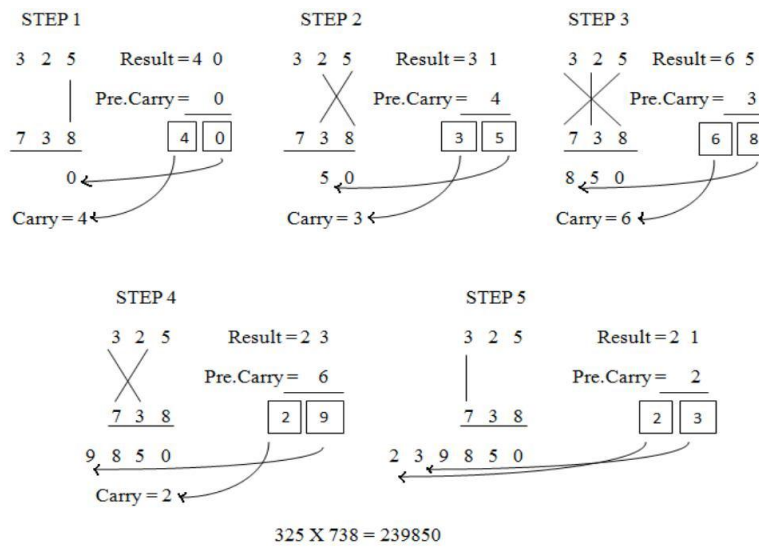 STEP 1
3 2 5 Result = 4 0
Pre.Carry = 0
7 3 8 4 0
0
Carry = 4
STEP 2
3 2 5 Result = 3 1
Pre.Carry = 4
7 3 8 3 5
5 0
Carry = 3
STEP 3
3 2 5 Result = 6 5
Pre.Carry = 3
7 3 8 6 8
8 5 0
Carry = 6
STEP 4
3 2 5 Result = 2 3
Pre.Carry = 6
7 3 8 2 9
9 8 5 0
Carry = 2
STEP 5
3 2 5 Result = 2 1
Pre.Carry = 2
7 3 8 2 3
2 3 9 8 5 0
325 X 738 = 239850